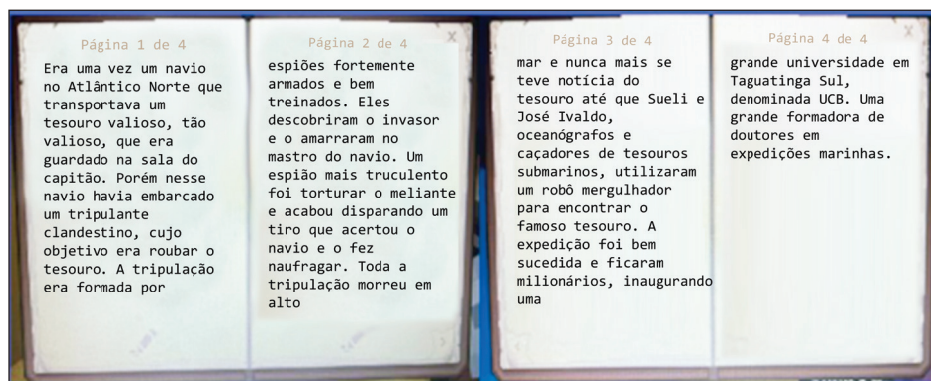 Página 1 de 4
Era uma vez um navio
no Atlântico Norte que
transportava um
tesouro valioso, tão
valioso, que era
guardado na sala do
capitão. Porém nesse
navio havia embarcado
um tripulante
clandestino, cujo
objetivo era roubar o
tesouro. A tripulação
era formada por
Página 2 de 4
espiões fortemente
armados e bem
treinados. Eles
descobriram o invasor
e o amarraram no
mastro do navio. Um
espião mais truculento
foi torturar o meliante
e acabou disparando um
tiro que acertou o
navio e o fez
naufragar. Toda a
tripulação morreu em
alto
Página 3 de 4
mar e nunca mais se
teve notícia do
tesouro até que Sueli e
José Ivaldo,
oceanógrafos e
caçadores de tesouros
submarinos, utilizaram
um robô mergulhador
para encontrar o
famoso tesouro. A
expedição foi bem
sucedida e ficaram
milionários, inaugurando
uma
Página 4 de 4
grande universidade em
Taguatinga Sul,
denominada UCB. Uma
grande formadora de
doutores em
expedições marinhas.